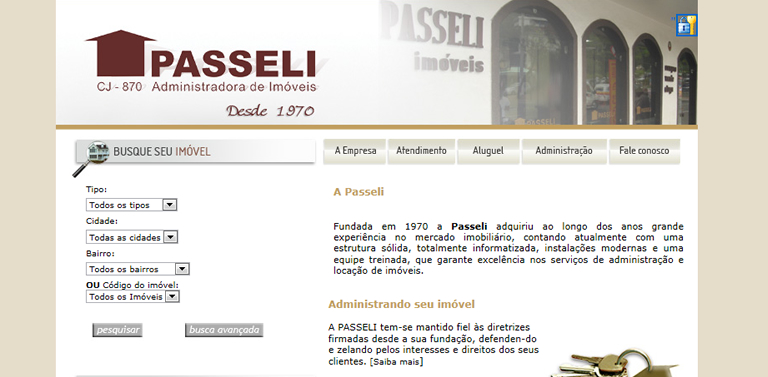 PASSELI
CJ - 870 Administradora de Imóveis
Desde 1970
PASSELI
imóveis
PASSELI
BUSQUE SEU IMÓVEL
A Empresa
Atendimento
Aluguel
Administração
Fale conosco
Tipo:
Todos os tipos
Cidade:
Todas as cidades
Bairro:
Todos os bairros
OU Código do imóvel:
Todos os Imóveis
pesquisar
busca avançada
A Passeli
Fundada em 1970 a Passeli adquiriu ao longo dos anos grande
experiência no mercado imobiliário, contando atualmente com uma
estrutura sólida, totalmente informatizada, instalações modernas e uma
equipe treinada, que garante excelência nos serviços de administração e
locação de imóveis.
Administrando seu imóvel
A PASSELI tem-se mantido fiel às diretrizes
firmadas desde a sua fundação, defenden-do
e zelando pelos interesses e direitos dos seus
clientes. [Saiba mais]